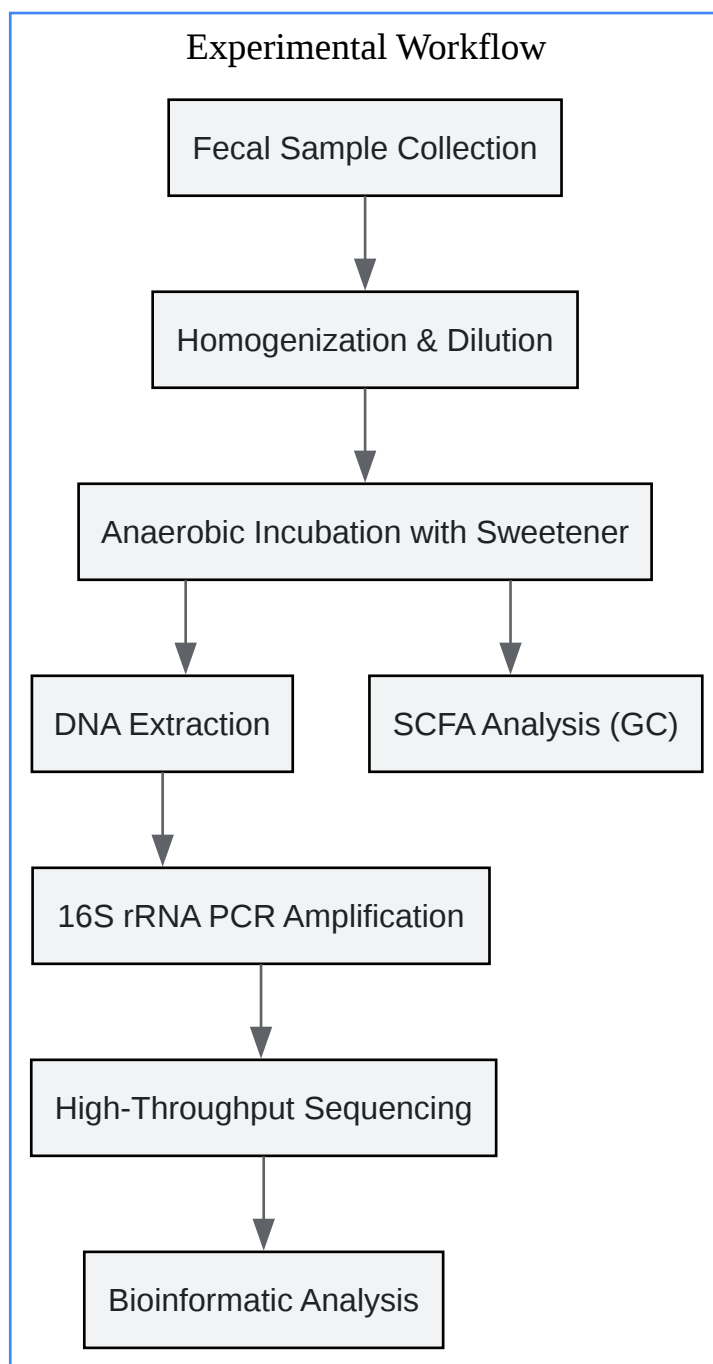 Experimental Workflow
Fecal Sample Collection
Homogenization & Dilution
Anaerobic Incubation with Sweetener
DNA Extraction
SCFA Analysis (GC)
16S rRNA PCR Amplification
High-Throughput Sequencing
Bioinformatic Analysis